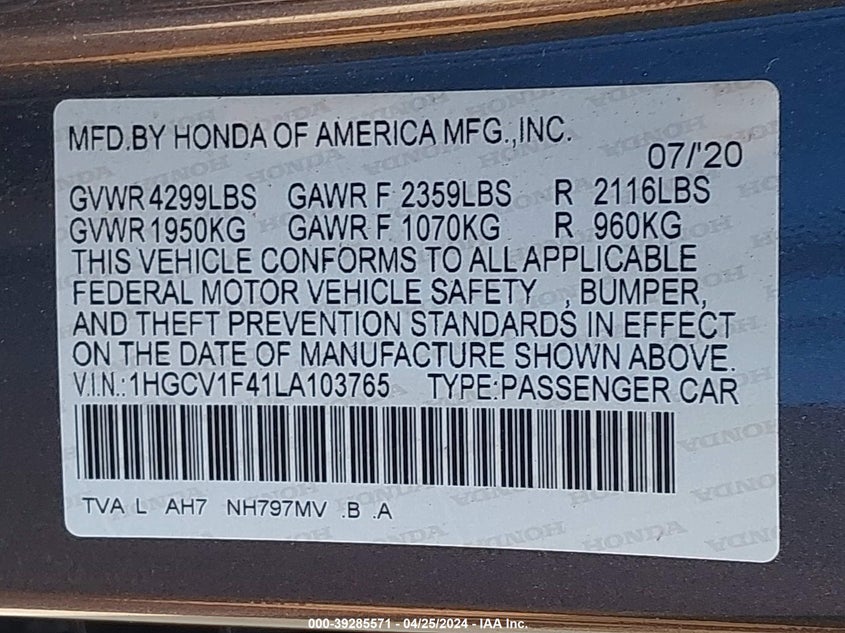 MFD.BY HONDA OF AMERICA MFG.,INC.
07/'20
GVWR 4299LBS GAWR F 2359LBS R 2116LBS
GVWR 1950KG GAWR F 1070KG R 960KG
THIS VEHICLE CONFORMS TO ALL APPLICABLE
FEDERAL MOTOR VEHICLE SAFETY , BUMPER,
AND THEFT PREVENTION STANDARDS IN EFFECT
ON THE DATE OF MANUFACTURE SHOWN ABOVE.
V.I.N.:1HGCV1F41LA103765 TYPE:PASSENGER CAR
TVA L AH7 NH797MV .B .A
000-39285571 - 04/25/2024 - IAA Inc.